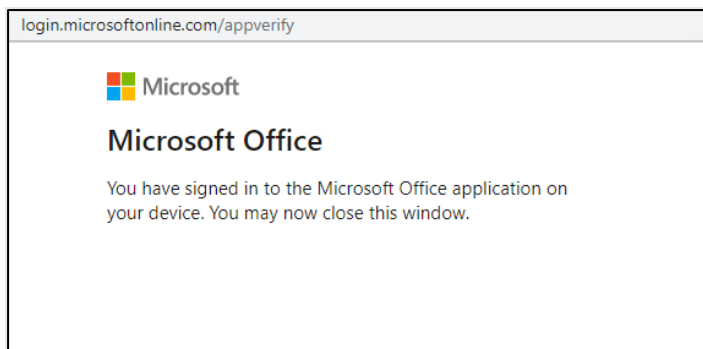 login.microsoftonline.com/appverify
Microsoft
Microsoft Office
You have signed in to the Microsoft Office application on
your device. You may now close this window.